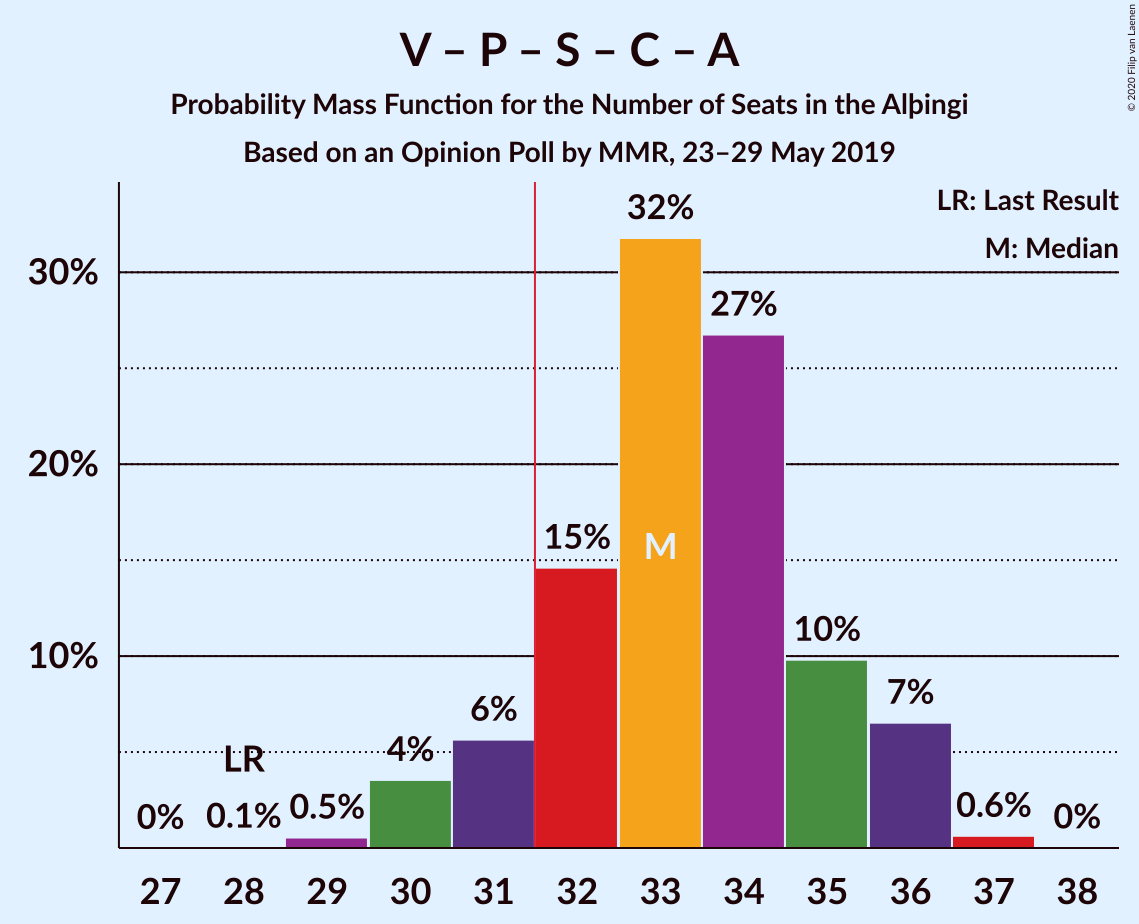 V – P – S – C – A
Probability Mass Function for the Number of Seats in the Alþingi
Based on an Opinion Poll by MMR, 23–29 May 2019
© 2020 Filip van Laenen
LR: Last Result
M: Median
30%
20%
10%
0%
LR
0.1%
0.5%
4%
6%
15%
32%
M
27%
10%
7%
0.6%
0%
27 28 29 30 31 32 33 34 35 36 37 38